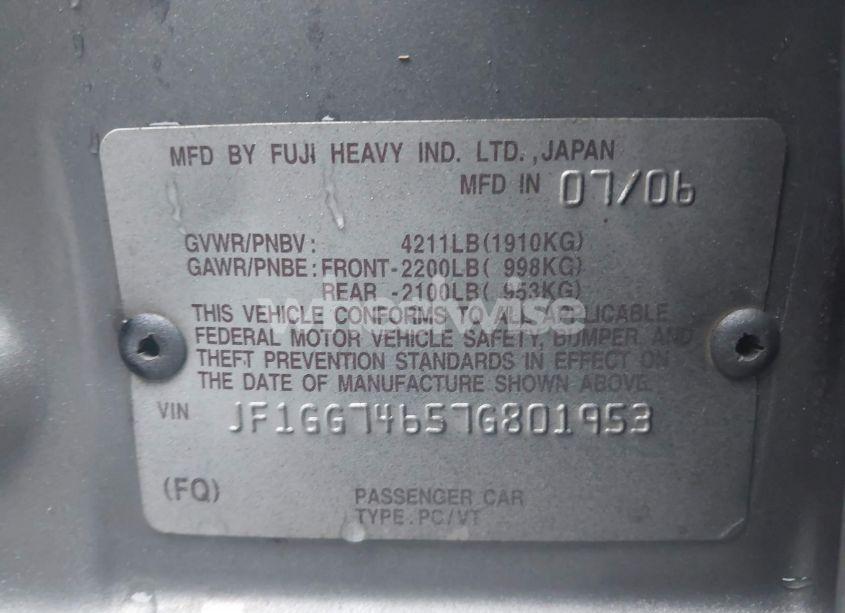 MFD BY FUJI HEAVY IND. LTD.,JAPAN
MFD IN 07/06
GVWR/PNBV: 4211LB(1910KG)
GAWR/PNBE:FRONT-2200LB( 998KG)
REAR -2100LB( 953KG)
THIS VEHICLE CONFORMS TO ALL APPLICABLE
FEDERAL MOTOR VEHICLE SAFETY, BUMPER, AND
THEFT PREVENTION STANDARDS IN EFFECT ON
THE DATE OF MANUFACTURE SHOWN ABOVE.
VIN JF1GG74657G801953
(FQ)
PASSENGER CAR
TYPE.PC/VT